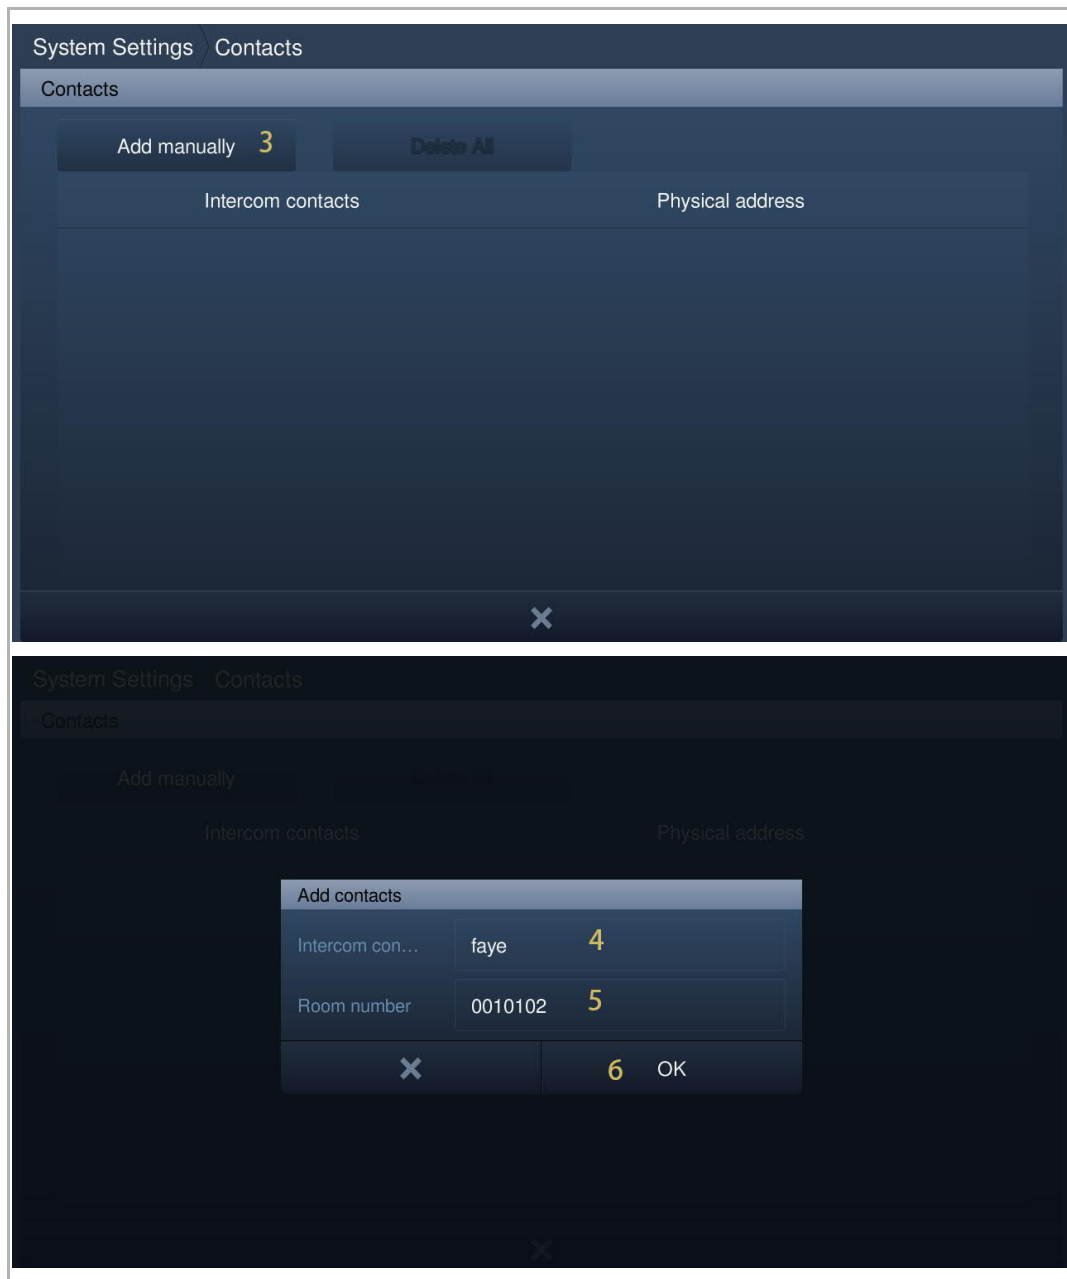 System Settings Contacts
Contacts
Add manually 3 Delete All
Intercom contacts Physical address
System Settings Contacts
Contacts
Add manually
Intercom contacts Physical address
Add contacts
Intercom con... faye 4
Room number 0010102 5
6 OK